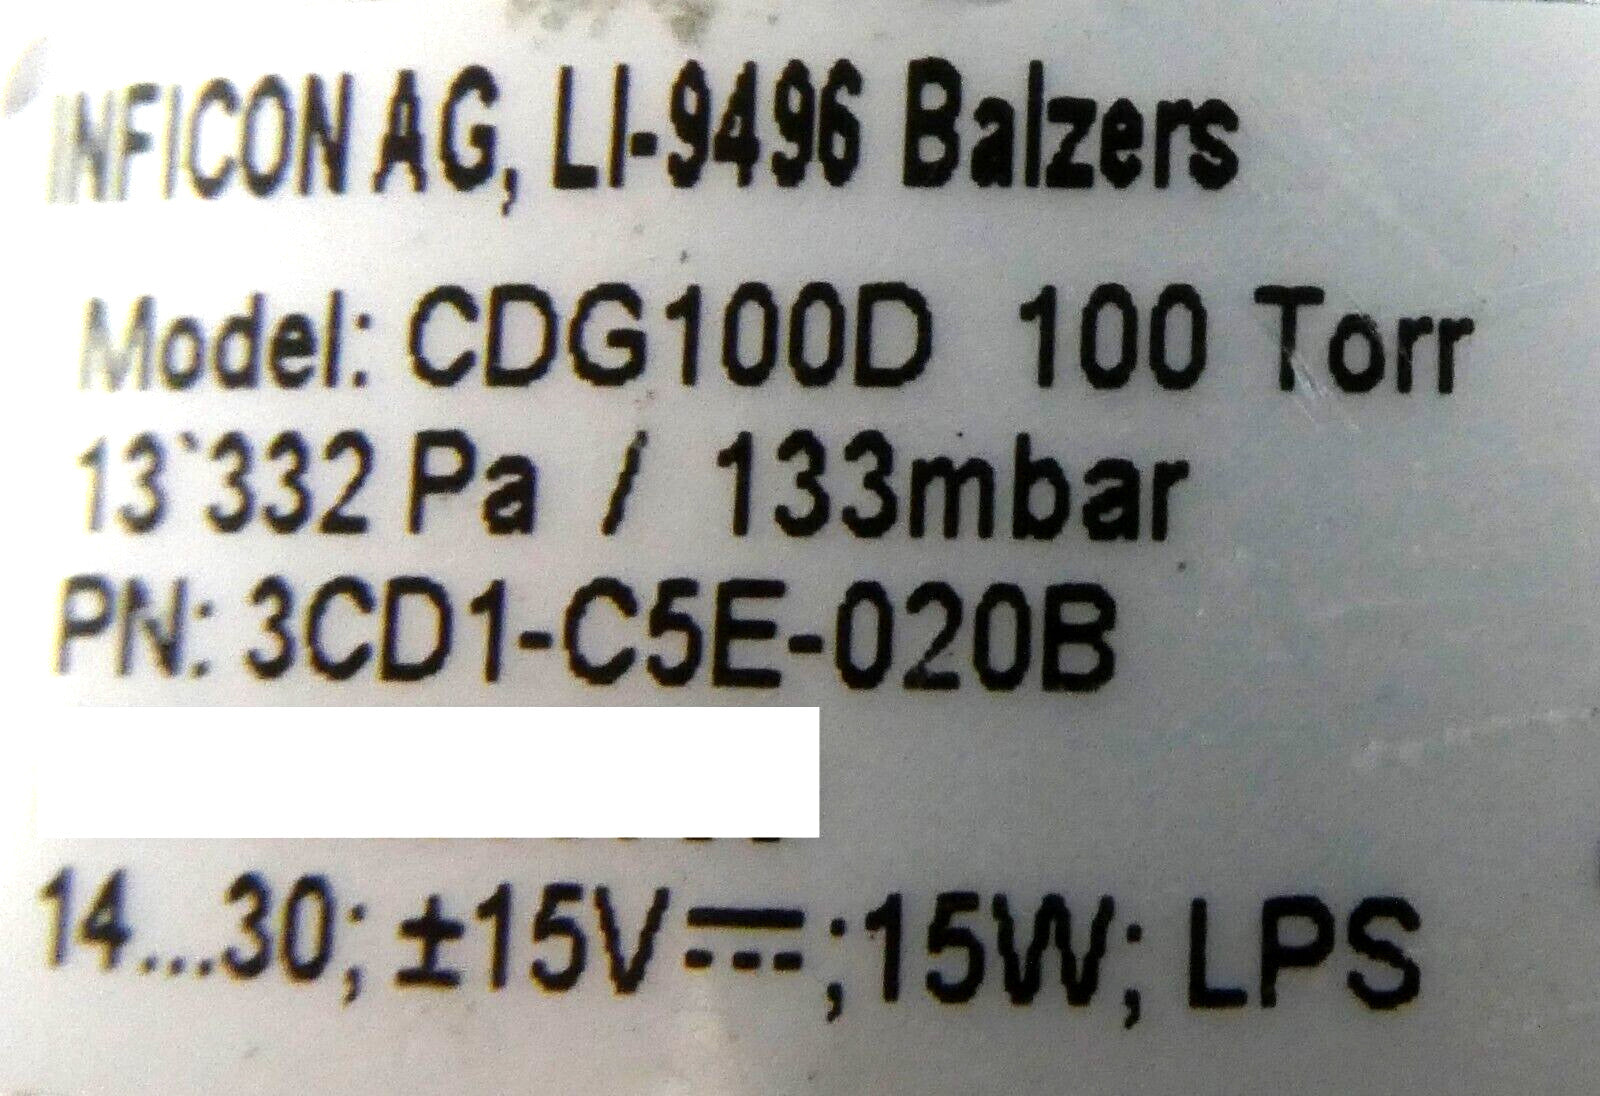 INFICON AG, LI-9496 Balzers
Model: CDG100D 100 Torr
13`332 Pa / 133mbar
PN: 3CD1-C5E-020B
14...30; ±15V⎓;15W; LPS